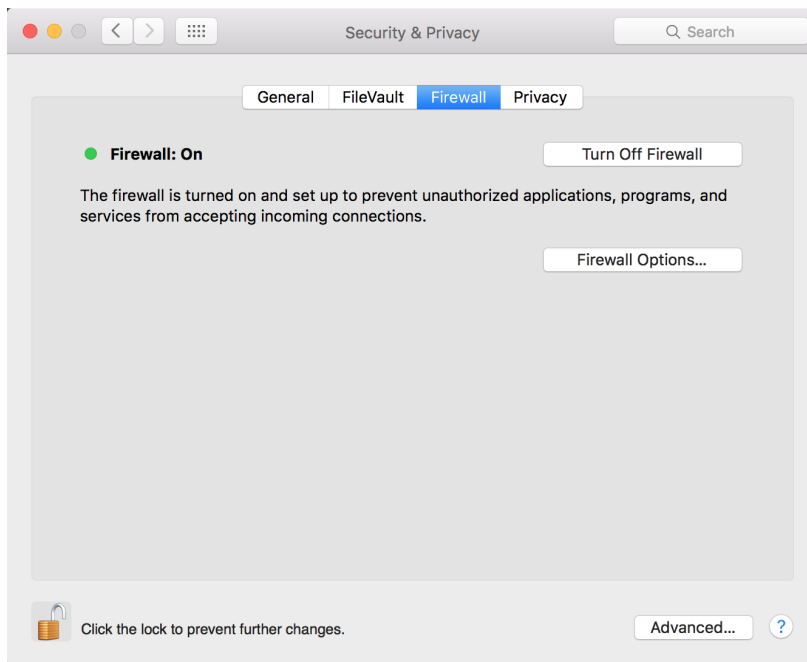 Security & Privacy
Search
General FileVault Firewall Privacy
Firewall: On
Turn Off Firewall
The firewall is turned on and set up to prevent unauthorized applications, programs, and
services from accepting incoming connections.
Firewall Options...
Click the lock to prevent further changes.
Advanced...
?